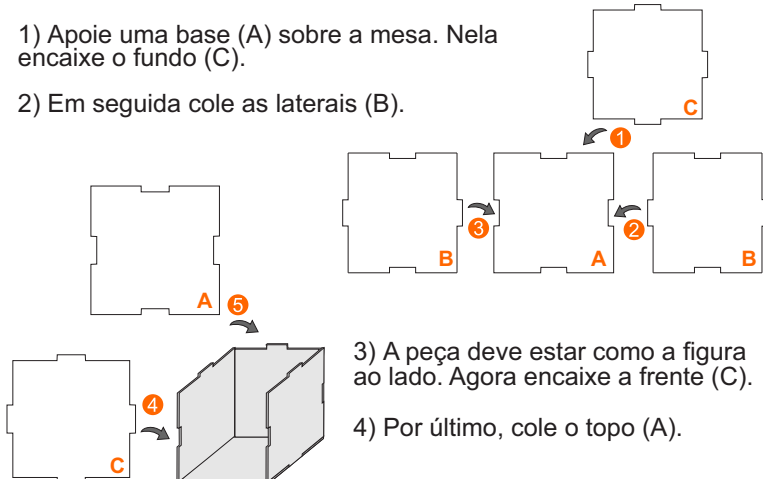 1) Apoie uma base (A) sobre a mesa. Nela
encaixe o fundo (C).
2) Em seguida cole as laterais (B).
C
1
B
3
A
2
B
A
5
4
C
3) A peça deve estar como a figura
ao lado. Agora encaixe a frente (C).
4) Por último, cole o topo (A).